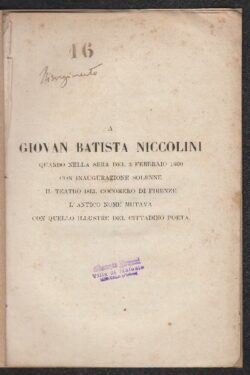 16
Risorgimento
A
GIOVAN BATISTA NICCOLINI
QUANDO NELLA SERA DEL 2 FEBBRAIO 1860
CON INAUGURAZIONE SOLENNE
IL TEATRO DEL COCOMERO DI FIRENZE
L'ANTICO NOME MUTAVA
CON QUELLO ILLUSTRE DEL CITTADINO POETA